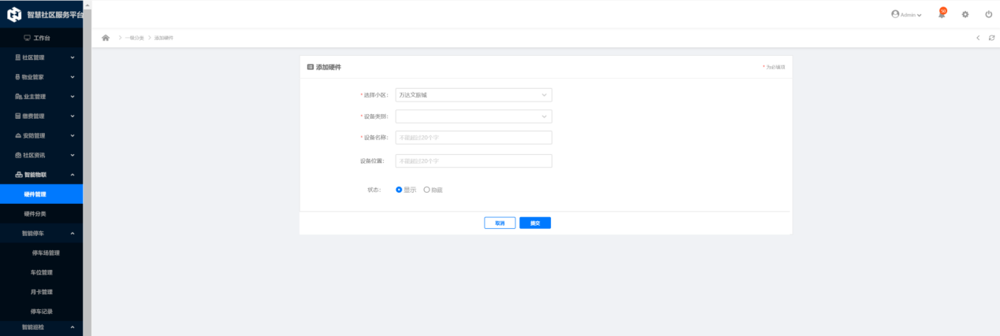 智慧社区服务平台
Admin
56
工作台
一级分类 添加硬件
社区管理
物业管家
业主管理
缴费管理
安防管理
社区资讯
智能物联
硬件管理
硬件分类
智能停车
停车场管理
车位管理
月卡管理
停车记录
智能巡检
添加硬件
* 为必填项
* 选择小区: 万达文旅城
* 设备类别:
* 设备名称: 不能超过20个字
设备位置: 不能超过20个字
状态: 显示 隐藏
取消 提交